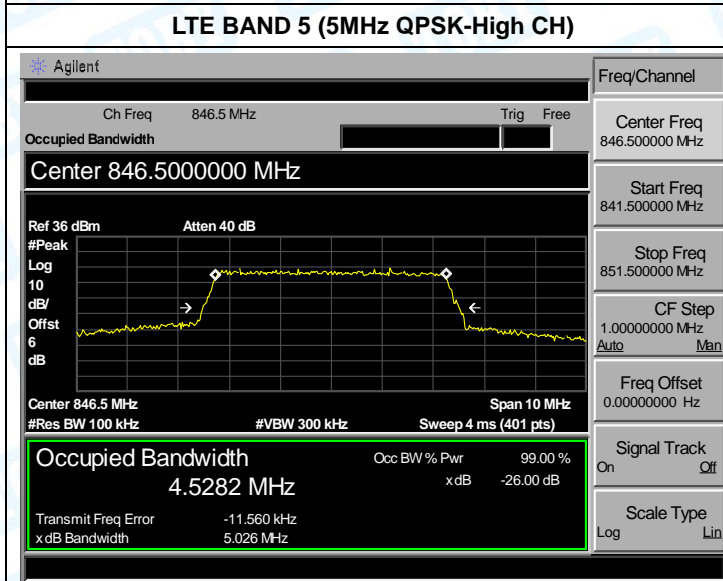 LTE BAND 5 (5MHz QPSK-High CH)
Agilent
Freq/Channel
Ch Freq 846.5 MHz Trig Free
Occupied Bandwidth
Center 846.5000000 MHz
Ref 36 dBm Atten 40 dB
#Peak
Log
10
dB/
Offst
6
dB
Center 846.5 MHz Span 10 MHz
#Res BW 100 kHz #VBW 300 kHz Sweep 4 ms (401 pts)
Occupied Bandwidth
4.5282 MHz
Occ BW % Pwr 99.00 %
x dB -26.00 dB
Transmit Freq Error -11.560 kHz
x dB Bandwidth 5.026 MHz
Center Freq
846.500000 MHz
Start Freq
841.500000 MHz
Stop Freq
851.500000 MHz
CF Step
1.00000000 MHz
Auto Man
Freq Offset
0.00000000 Hz
Signal Track
On Off
Scale Type
Log Lin